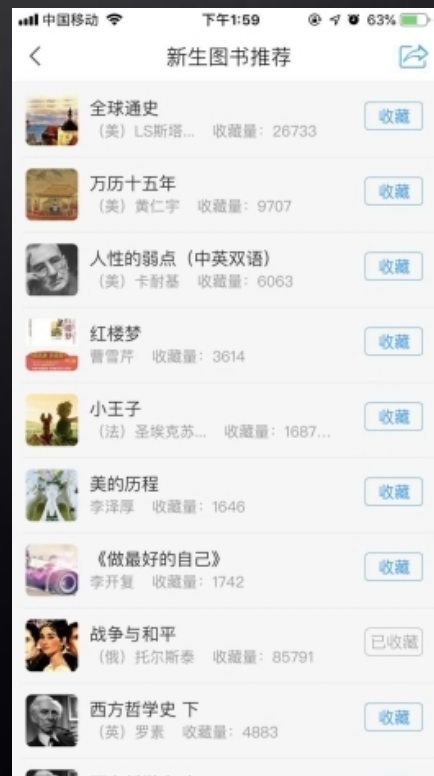 中国移动 下午1:59 63%
新生图书推荐
全球通史
(美) LS斯塔... 收藏量: 26733
收藏
万历十五年
(美) 黄仁宇 收藏量: 9707
收藏
人性的弱点 (中英双语)
(美) 卡耐基 收藏量: 6063
收藏
红楼梦
曹雪芹 收藏量: 3614
收藏
小王子
(法) 圣埃克苏... 收藏量: 1687...
收藏
美的历程
李泽厚 收藏量: 1646
收藏
《做最好的自己》
李开复 收藏量: 1742
收藏
战争与和平
(俄) 托尔斯泰 收藏量: 85791
已收藏
西方哲学史 下
(英) 罗素 收藏量: 4883
收藏